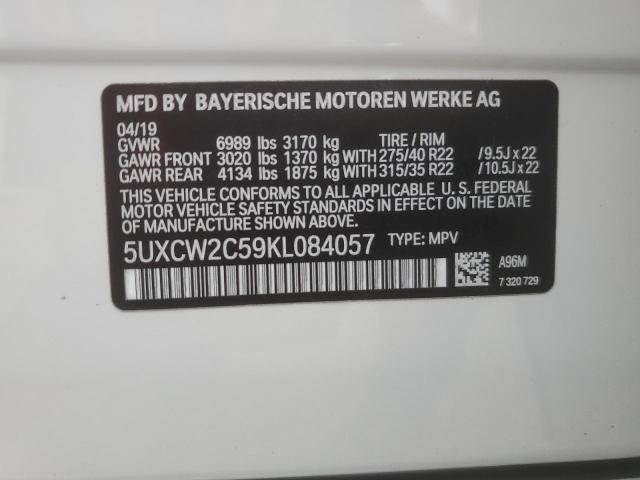 MFD BY BAYERISCHE MOTOREN WERKE AG
04/19
GVWR 6989 lbs 3170 kg TIRE / RIM
GAWR FRONT 3020 lbs 1370 kg WITH 275/40 R22 /9.5J x 22
GAWR REAR 4134 lbs 1875 kg WITH 315/35 R22 /10.5J x 22
THIS VEHICLE CONFORMS TO ALL APPLICABLE U. S. FEDERAL
MOTOR VEHICLE SAFETY STANDARDS IN EFFECT ON THE DATE
OF MANUFACTURE SHOWN ABOVE.
5UXCW2C59KL084057 TYPE: MPV
A96M
7 320 729